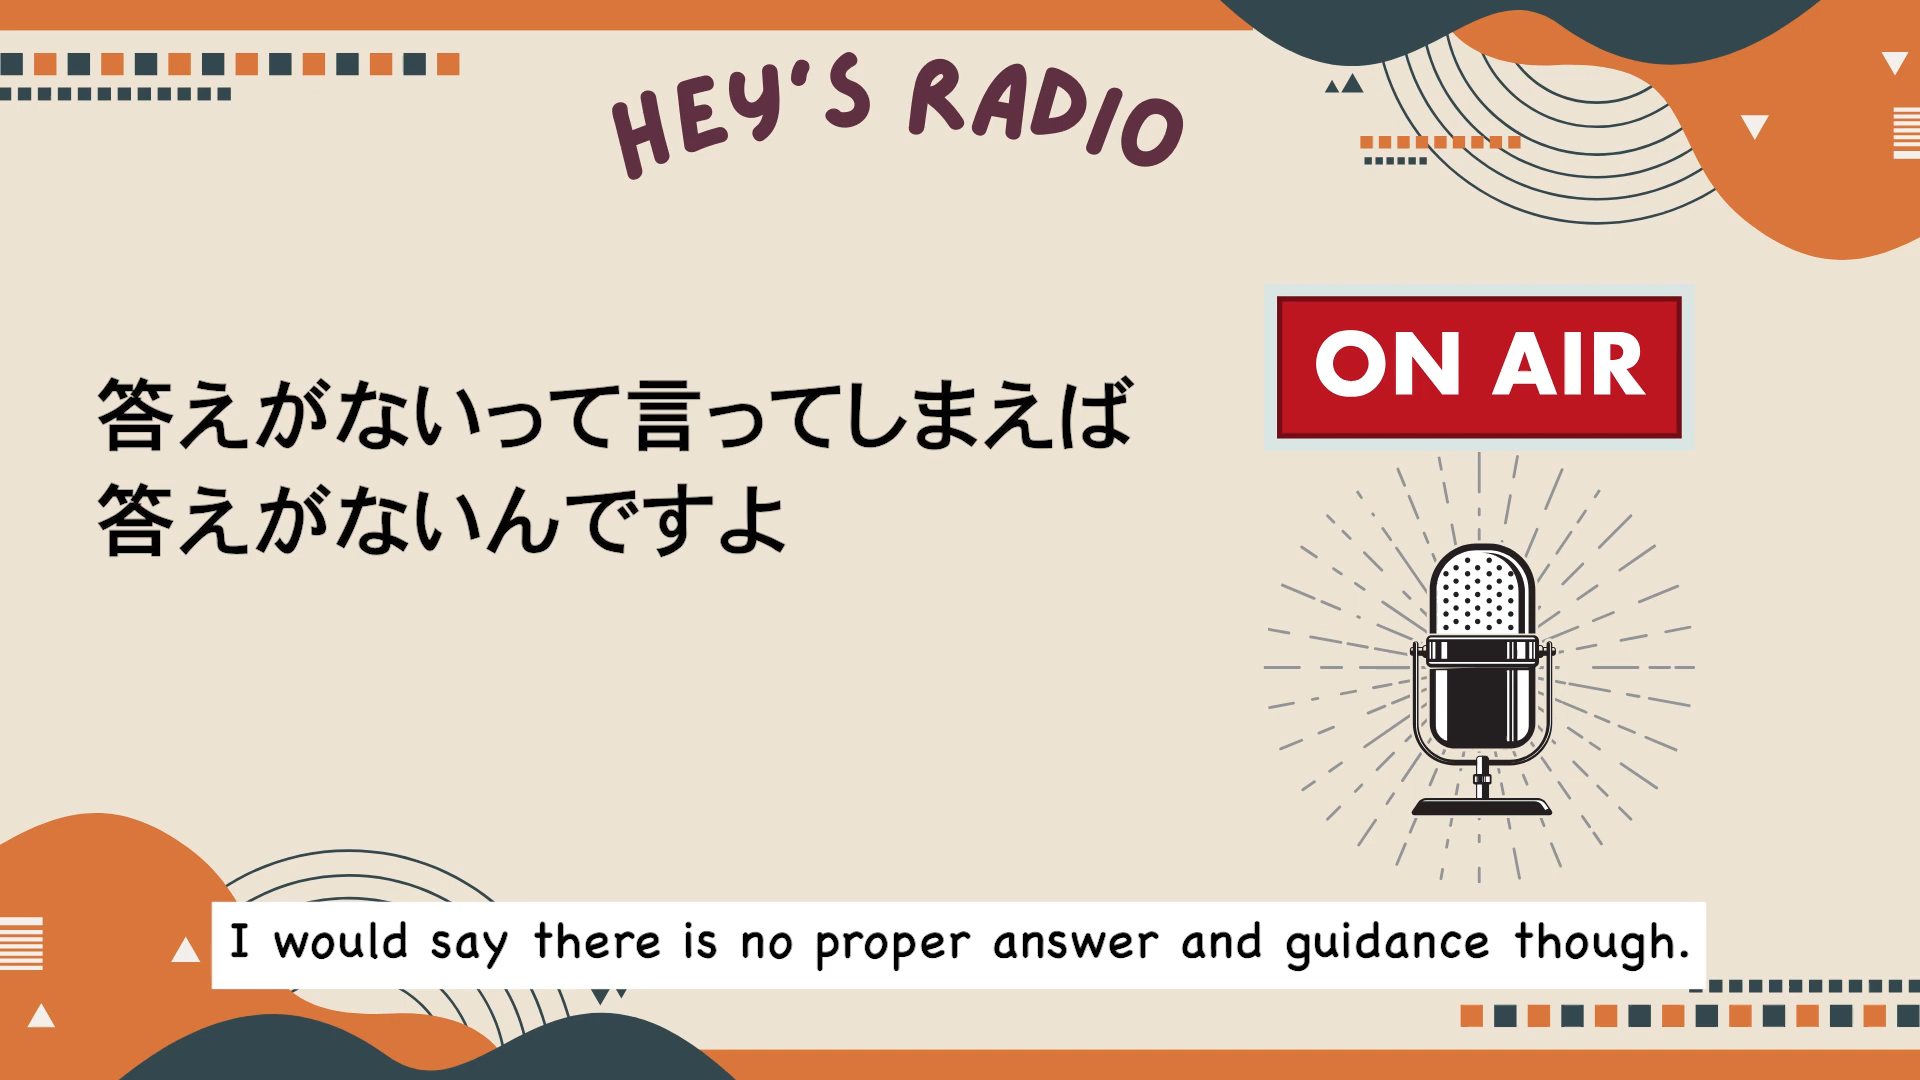 HEY'S RADIO
ON AIR
答えがないって言ってしまえば
答えがないんですよ
I would say there is no proper answer and guidance though.